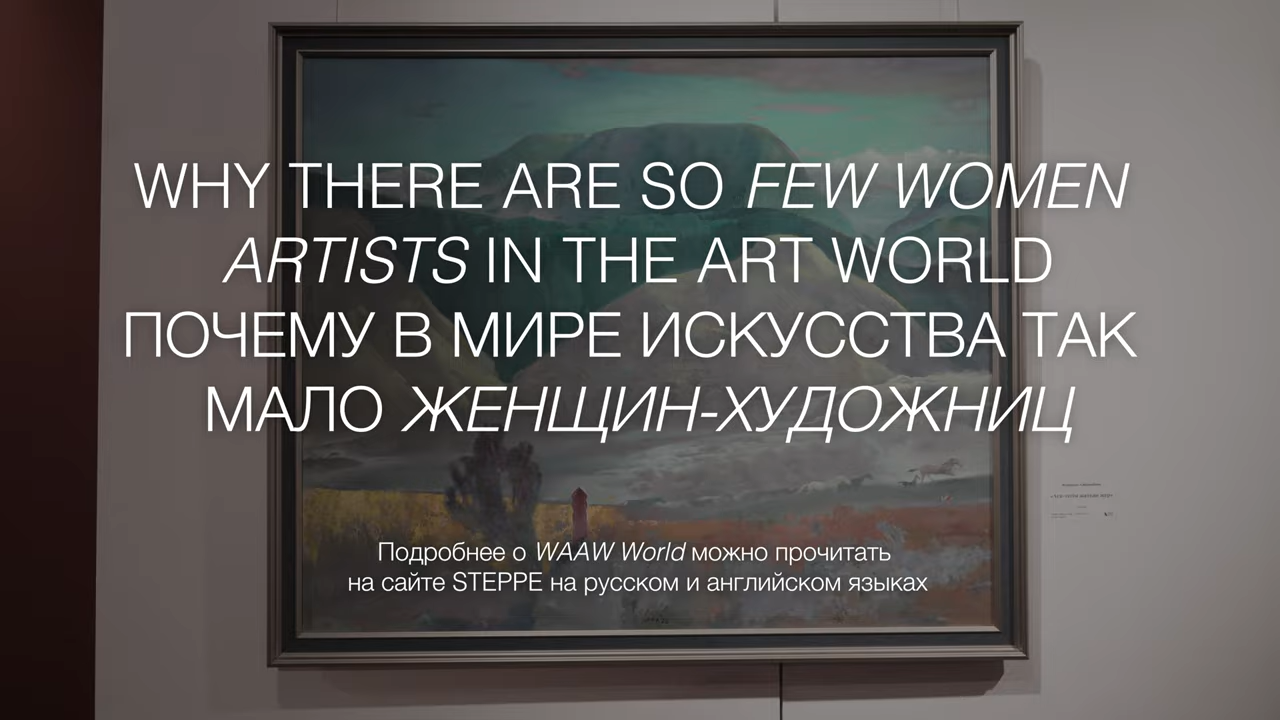 WHY THERE ARE SO FEW WOMEN
ARTISTS IN THE ART WORLD
ПОЧЕМУ В МИРЕ ИСКУССТВА ТАК
МАЛО ЖЕНЩИН-ХУДОЖНИЦ
Подробнее о WAAW World можно прочитать
на сайте STEPPE на русском и английском языках